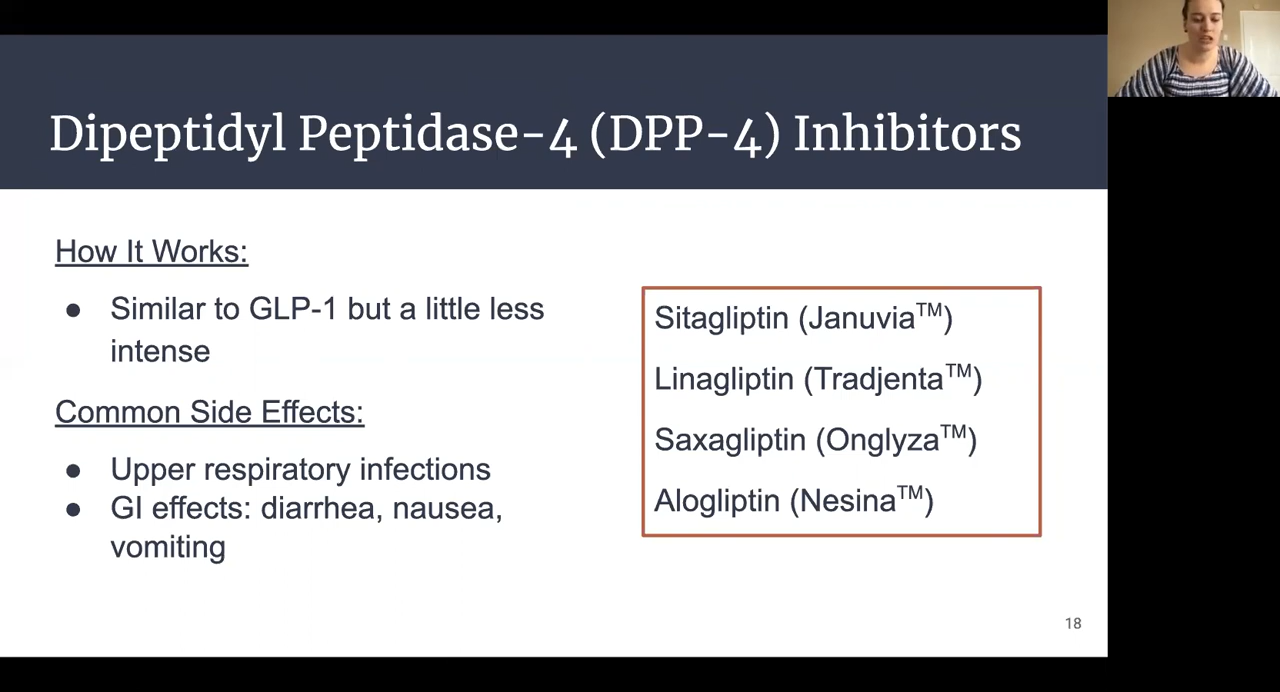 Dipeptidyl Peptidase-4 (DPP-4) Inhibitors
How It Works:
● Similar to GLP-1 but a little less
intense
Common Side Effects:
● Upper respiratory infections
● GI effects: diarrhea, nausea,
vomiting
Sitagliptin (Januvia™)
Linagliptin (Tradjenta™)
Saxagliptin (Onglyza™)
Alogliptin (Nesina™)
18